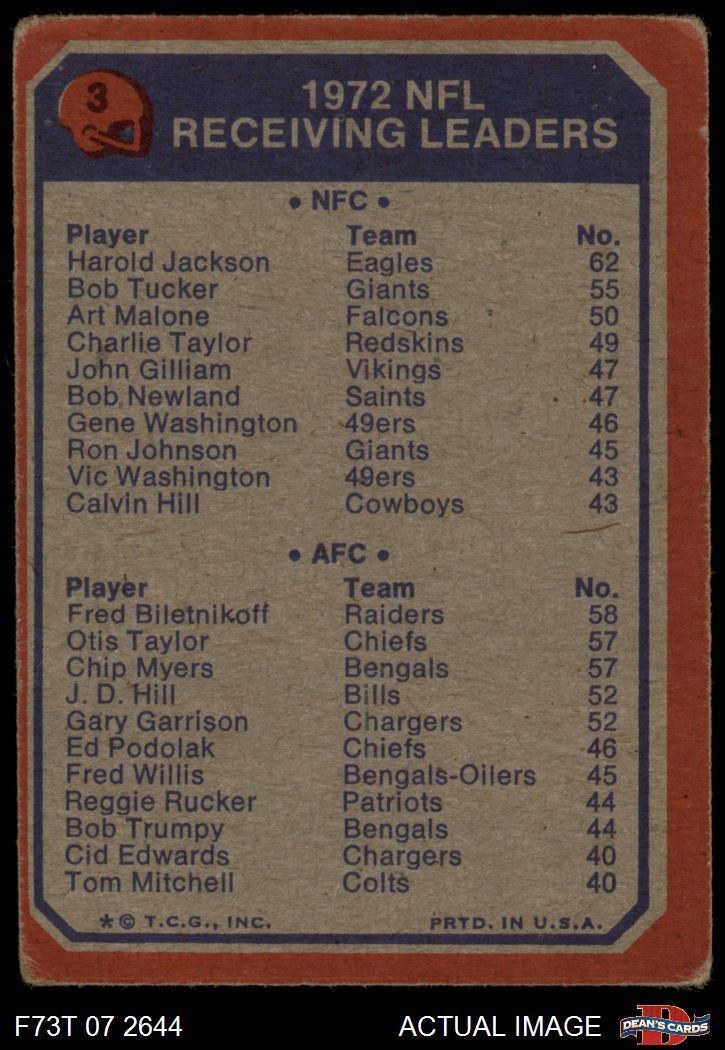 3
1972 NFL
RECEIVING LEADERS
• NFC •
Player Team No.
Harold Jackson Eagles 62
Bob Tucker Giants 55
Art Malone Falcons 50
Charlie Taylor Redskins 49
John Gilliam Vikings 47
Bob Newland Saints 47
Gene Washington 49ers 46
Ron Johnson Giants 45
Vic Washington 49ers 43
Calvin Hill Cowboys 43
• AFC •
Player Team No.
Fred Biletnikoff Raiders 58
Otis Taylor Chiefs 57
Chip Myers Bengals 57
J. D. Hill Bills 52
Gary Garrison Chargers 52
Ed Podolak Chiefs 46
Fred Willis Bengals-Oilers 45
Reggie Rucker Patriots 44
Bob Trumpy Bengals 44
Cid Edwards Chargers 40
Tom Mitchell Colts 40
*© T.C.G., INC. PRTD. IN U.S.A.
F73T 07 2644 ACTUAL IMAGE D DEAN'S CARDS